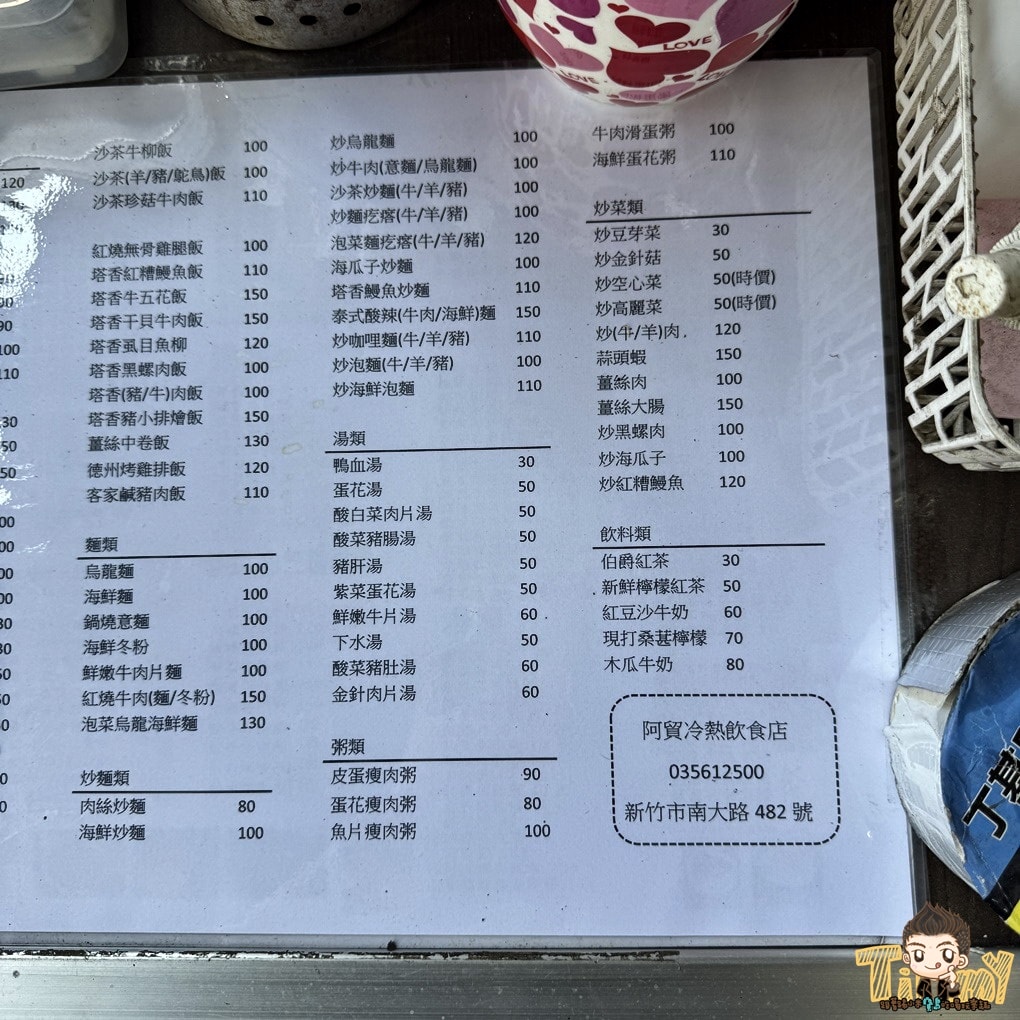 LOVE
LOVE
LOVE
120
90
100
110
沙茶牛柳飯 100
沙茶(羊/豬/鴕鳥)飯 100
沙茶珍菇牛肉飯 110
紅燒無骨雞腿飯 100
塔香紅糟鰻魚飯 110
塔香牛五花飯 150
塔香干貝牛肉飯 150
塔香虱目魚柳 120
塔香黑螺肉飯 100
塔香(豬/牛)肉飯 100
塔香豬小排燴飯 150
薑絲中卷飯 130
德州烤雞排飯 120
客家鹹豬肉飯 110
麵類
烏龍麵 100
海鮮麵 100
鍋燒意麵 100
海鮮冬粉 100
鮮嫩牛肉片麵 100
紅燒牛肉(麵/冬粉) 150
泡菜烏龍海鮮麵 130
炒麵類
肉絲炒麵 80
海鮮炒麵 100
炒烏龍麵 100
炒牛肉(意麵/烏龍麵) 100
沙茶炒麵(牛/羊/豬) 100
炒麵疙瘩(牛/羊/豬) 100
泡菜麵疙瘩(牛/羊/豬) 120
海瓜子炒麵 100
塔香鰻魚炒麵 110
泰式酸辣(牛肉/海鮮)麵 150
炒咖哩麵(牛/羊/豬) 110
炒泡麵(牛/羊/豬) 100
炒海鮮泡麵 110
湯類
鴨血湯 30
蛋花湯 50
酸白菜肉片湯 50
酸菜豬腸湯 50
豬肝湯 50
紫菜蛋花湯 50
鮮嫩牛片湯 60
下水湯 50
酸菜豬肚湯 60
金針肉片湯 60
粥類
皮蛋瘦肉粥 90
蛋花瘦肉粥 80
魚片瘦肉粥 100
牛肉滑蛋粥 100
海鮮蛋花粥 110
炒菜類
炒豆芽菜 30
炒金針菇 50
炒空心菜 50(時價)
炒高麗菜 50(時價)
炒(牛/羊)肉 120
蒜頭蝦 150
薑絲肉 100
薑絲大腸 150
炒黑螺肉 100
炒海瓜子 100
炒紅糟鰻魚 120
飲料類
伯爵紅茶 30
新鮮檸檬紅茶 50
紅豆沙牛奶 60
現打桑葚檸檬 70
木瓜牛奶 80
阿貿冷熱飲食店
035612500
新竹市南大路 482 號
丁